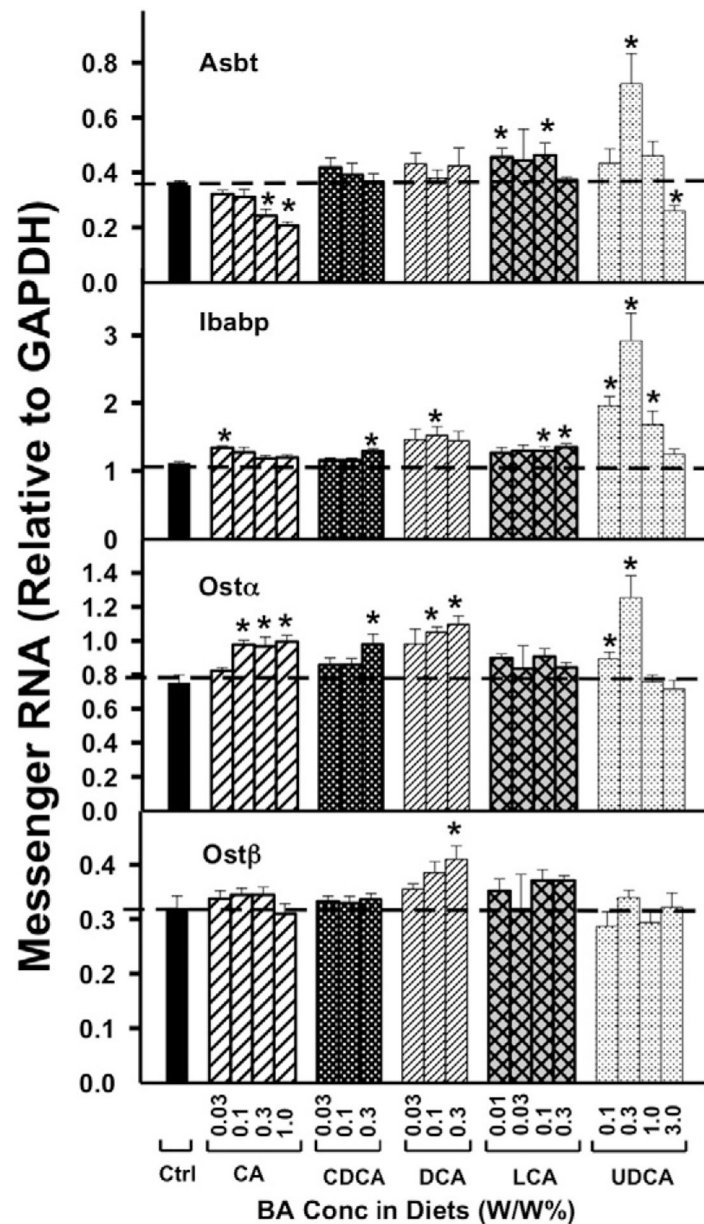 Messenger RNA (Relative to GAPDH)
Asbt
0.8
0.6
0.4
0.2
0.0
* * * * * *
Ibabp
3
2
1
0
* * * * * * * *
Ostα
1.4
1.2
1.0
0.8
0.6
0.4
0.2
0.0
* * * * * * * *
Ostβ
0.4
0.3
0.2
0.1
0.0
*
0.03 0.1 0.3 1.0 0.03 0.1 0.3 0.03 0.1 0.3 0.01 0.03 0.1 0.3 0.1 0.3 1.0 3.0
Ctrl CA CDCA DCA LCA UDCA
BA Conc in Diets (W/W%)